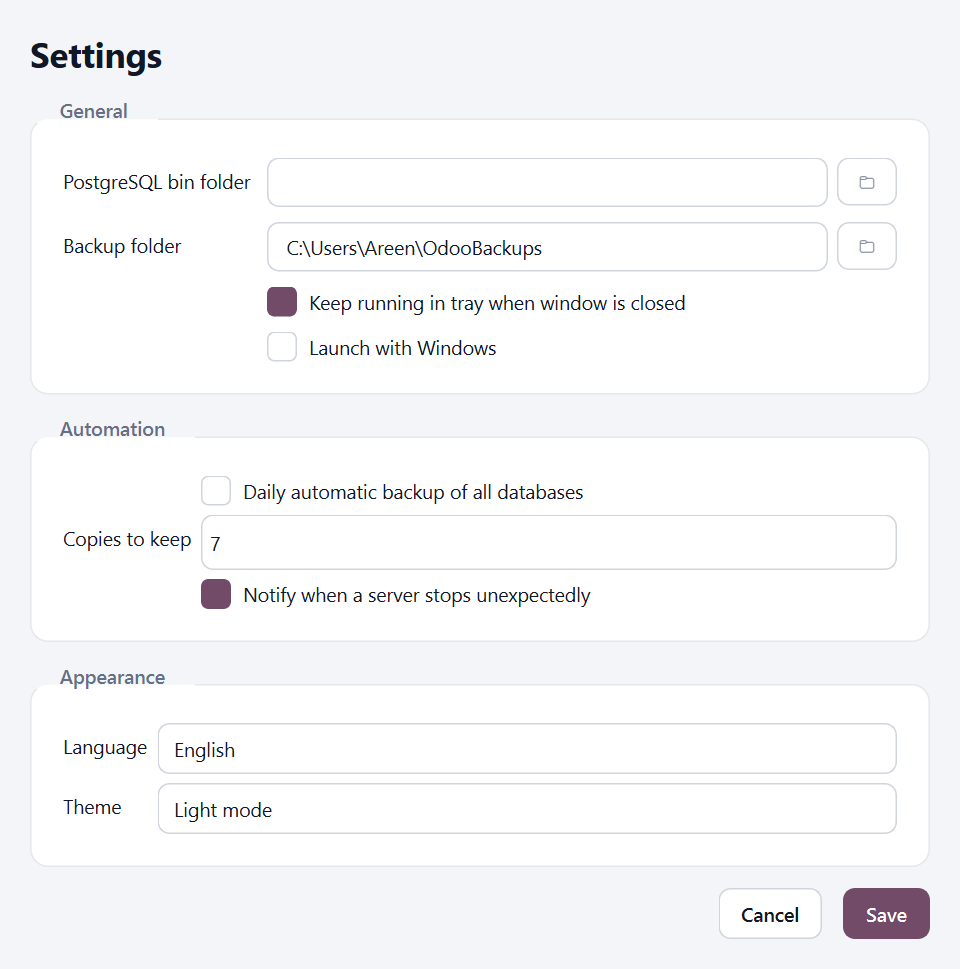 Settings
General
PostgreSQL bin folder
Backup folder C:\Users\Areen\OdooBackups
Keep running in tray when window is closed
Launch with Windows
Automation
Daily automatic backup of all databases
Copies to keep 7
Notify when a server stops unexpectedly
Appearance
Language English
Theme Light mode
Cancel Save